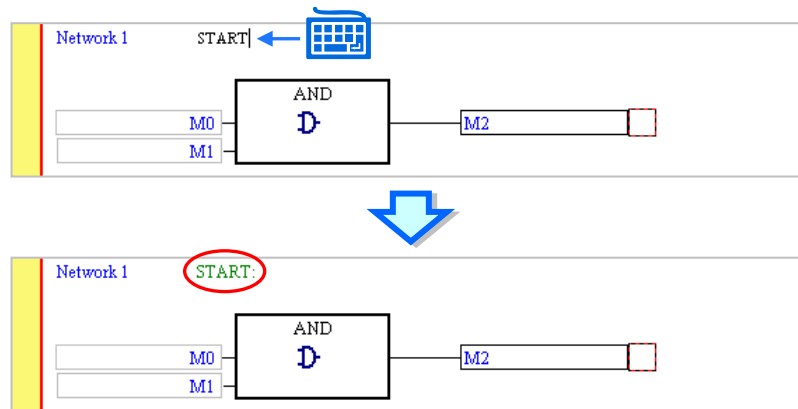 Network 1 START
AND
M0 M2
M1
Network 1 START:
AND
M0 M2
M1